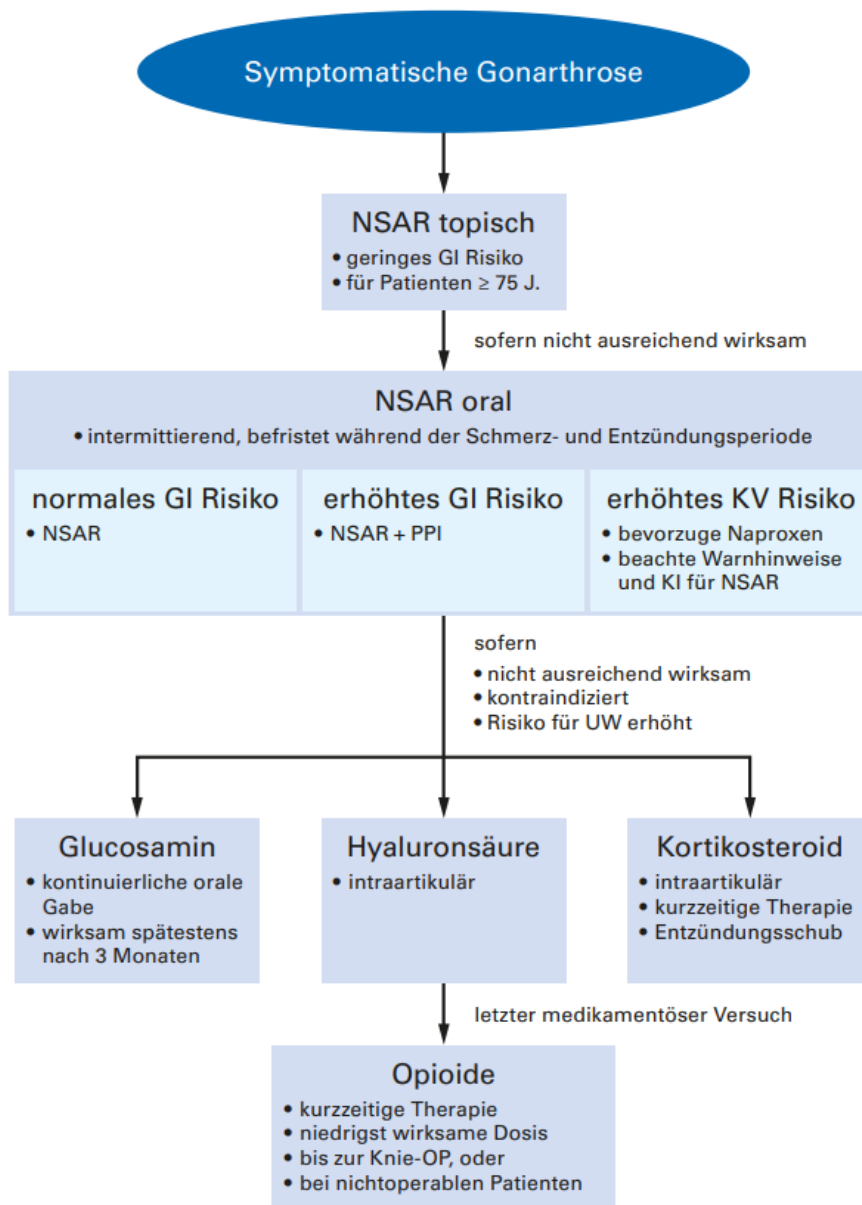 Symptomatische Gonarthrose
NSAR topisch
• geringes GI Risiko
• für Patienten ≥ 75 J.
sofern nicht ausreichend wirksam
NSAR oral
• intermittierend, befristet während der Schmerz- und Entzündungsperiode
normales GI Risiko
• NSAR
erhöhtes GI Risiko
• NSAR + PPI
erhöhtes KV Risiko
• bevorzuge Naproxen
• beachte Warnhinweise
und KI für NSAR
sofern
• nicht ausreichend wirksam
• kontraindiziert
• Risiko für UW erhöht
Glucosamin
• kontinuierliche orale
Gabe
• wirksam spätestens
nach 3 Monaten
Hyaluronsäure
• intraartikulär
Kortikosteroid
• intraartikulär
• kurzzeitige Therapie
• Entzündungsschub
letzter medikamentöser Versuch
Opioide
• kurzzeitige Therapie
• niedrigst wirksame Dosis
• bis zur Knie-OP, oder
• bei nichtoperablen Patienten